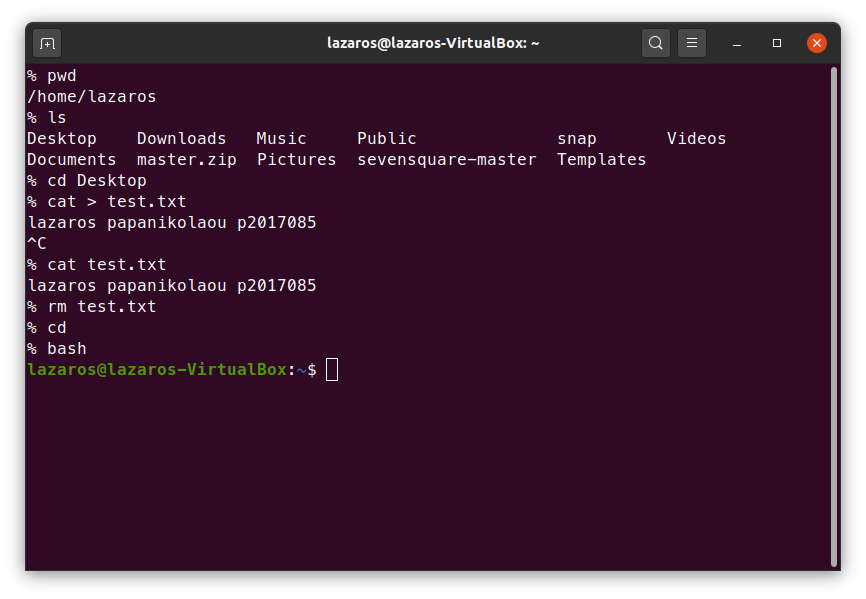 lazaros@lazaros-VirtualBox: ~
% pwd
/home/lazaros
% ls
Desktop    Downloads   Music     Public              snap       Videos
Documents  master.zip  Pictures  sevensquare-master  Templates
% cd Desktop
% cat > test.txt
lazaros papanikolaou p2017085
^C
% cat test.txt
lazaros papanikolaou p2017085
% rm test.txt
% cd
% bash
lazaros@lazaros-VirtualBox:~$